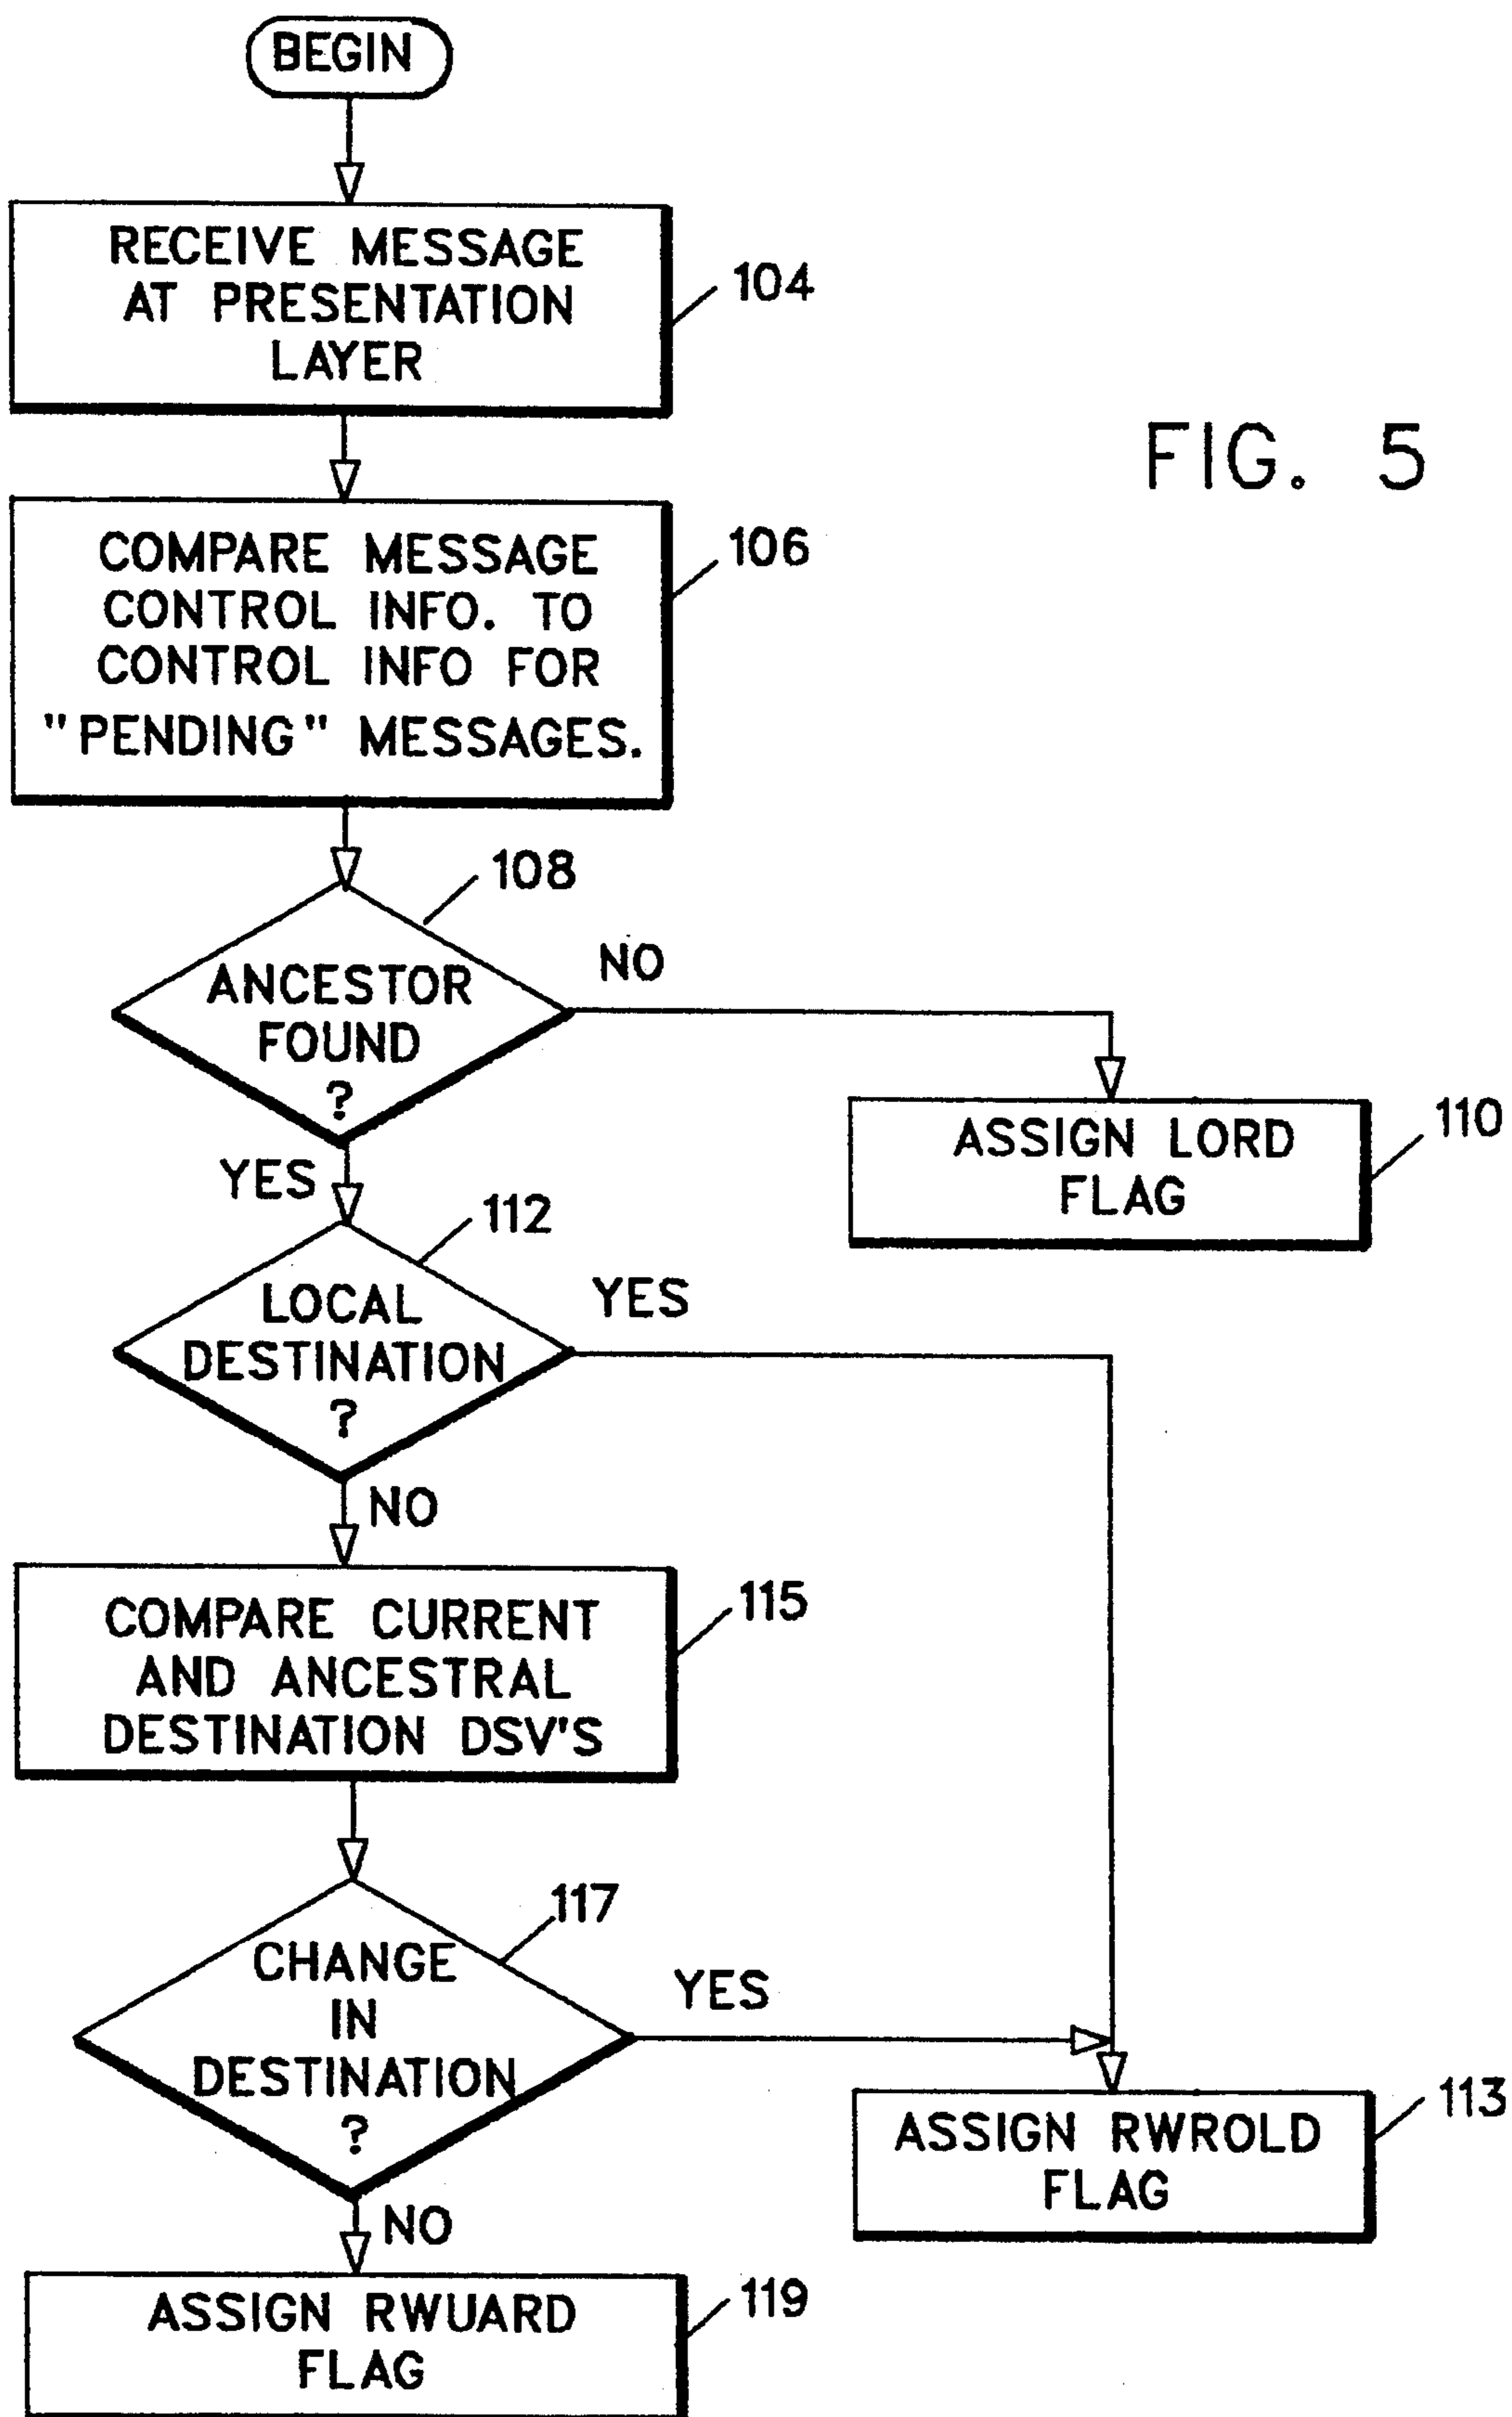 BEGIN
RECEIVE MESSAGE
AT PRESENTATION
LAYER
104
FIG. 5
COMPARE MESSAGE
CONTROL INFO. TO
CONTROL INFO FOR
"PENDING" MESSAGES.
106
108
ANCESTOR
FOUND
?
NO
YES
ASSIGN LORD
FLAG
110
112
LOCAL
DESTINATION
?
YES
NO
COMPARE CURRENT
AND ANCESTRAL
DESTINATION DSV'S
115
117
CHANGE
IN
DESTINATION
?
YES
NO
ASSIGN RWROLD
FLAG
113
ASSIGN RWUARD
FLAG
119